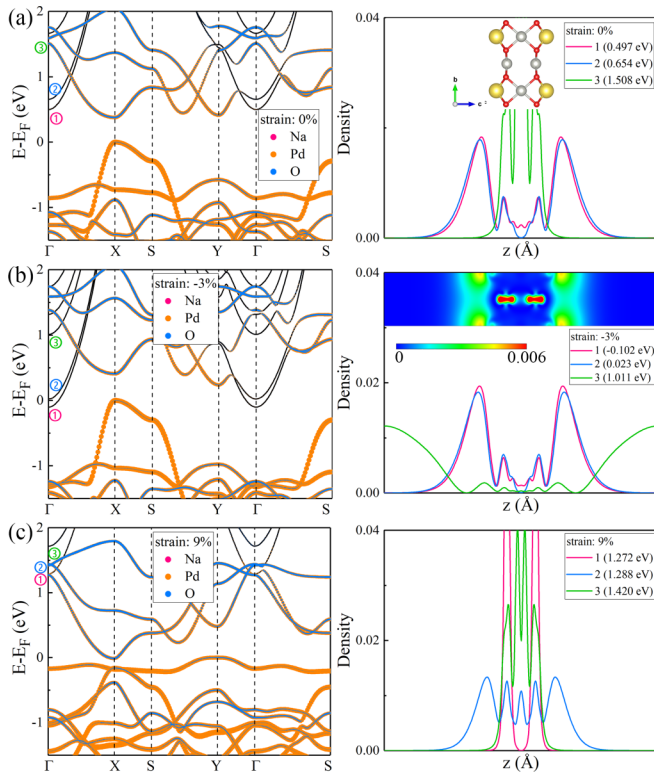 (a)
2
1
0
-1
E-E_F (eV)
③
②
①
strain: 0%
Na
Pd
O
Γ X S Y Γ S
0.04
0.02
0.00
Density
z (Å)
b
c
strain: 0%
1 (0.497 eV)
2 (0.654 eV)
3 (1.508 eV)
(b)
2
1
0
-1
E-E_F (eV)
③
②
①
strain: -3%
Na
Pd
O
Γ X S Y Γ S
0.04
0.02
0.00
Density
z (Å)
0 0.006
strain: -3%
1 (-0.102 eV)
2 (0.023 eV)
3 (1.011 eV)
(c)
2
1
0
-1
E-E_F (eV)
③
②
①
strain: 9%
Na
Pd
O
Γ X S Y Γ S
0.04
0.02
0.00
Density
z (Å)
strain: 9%
1 (1.272 eV)
2 (1.288 eV)
3 (1.420 eV)